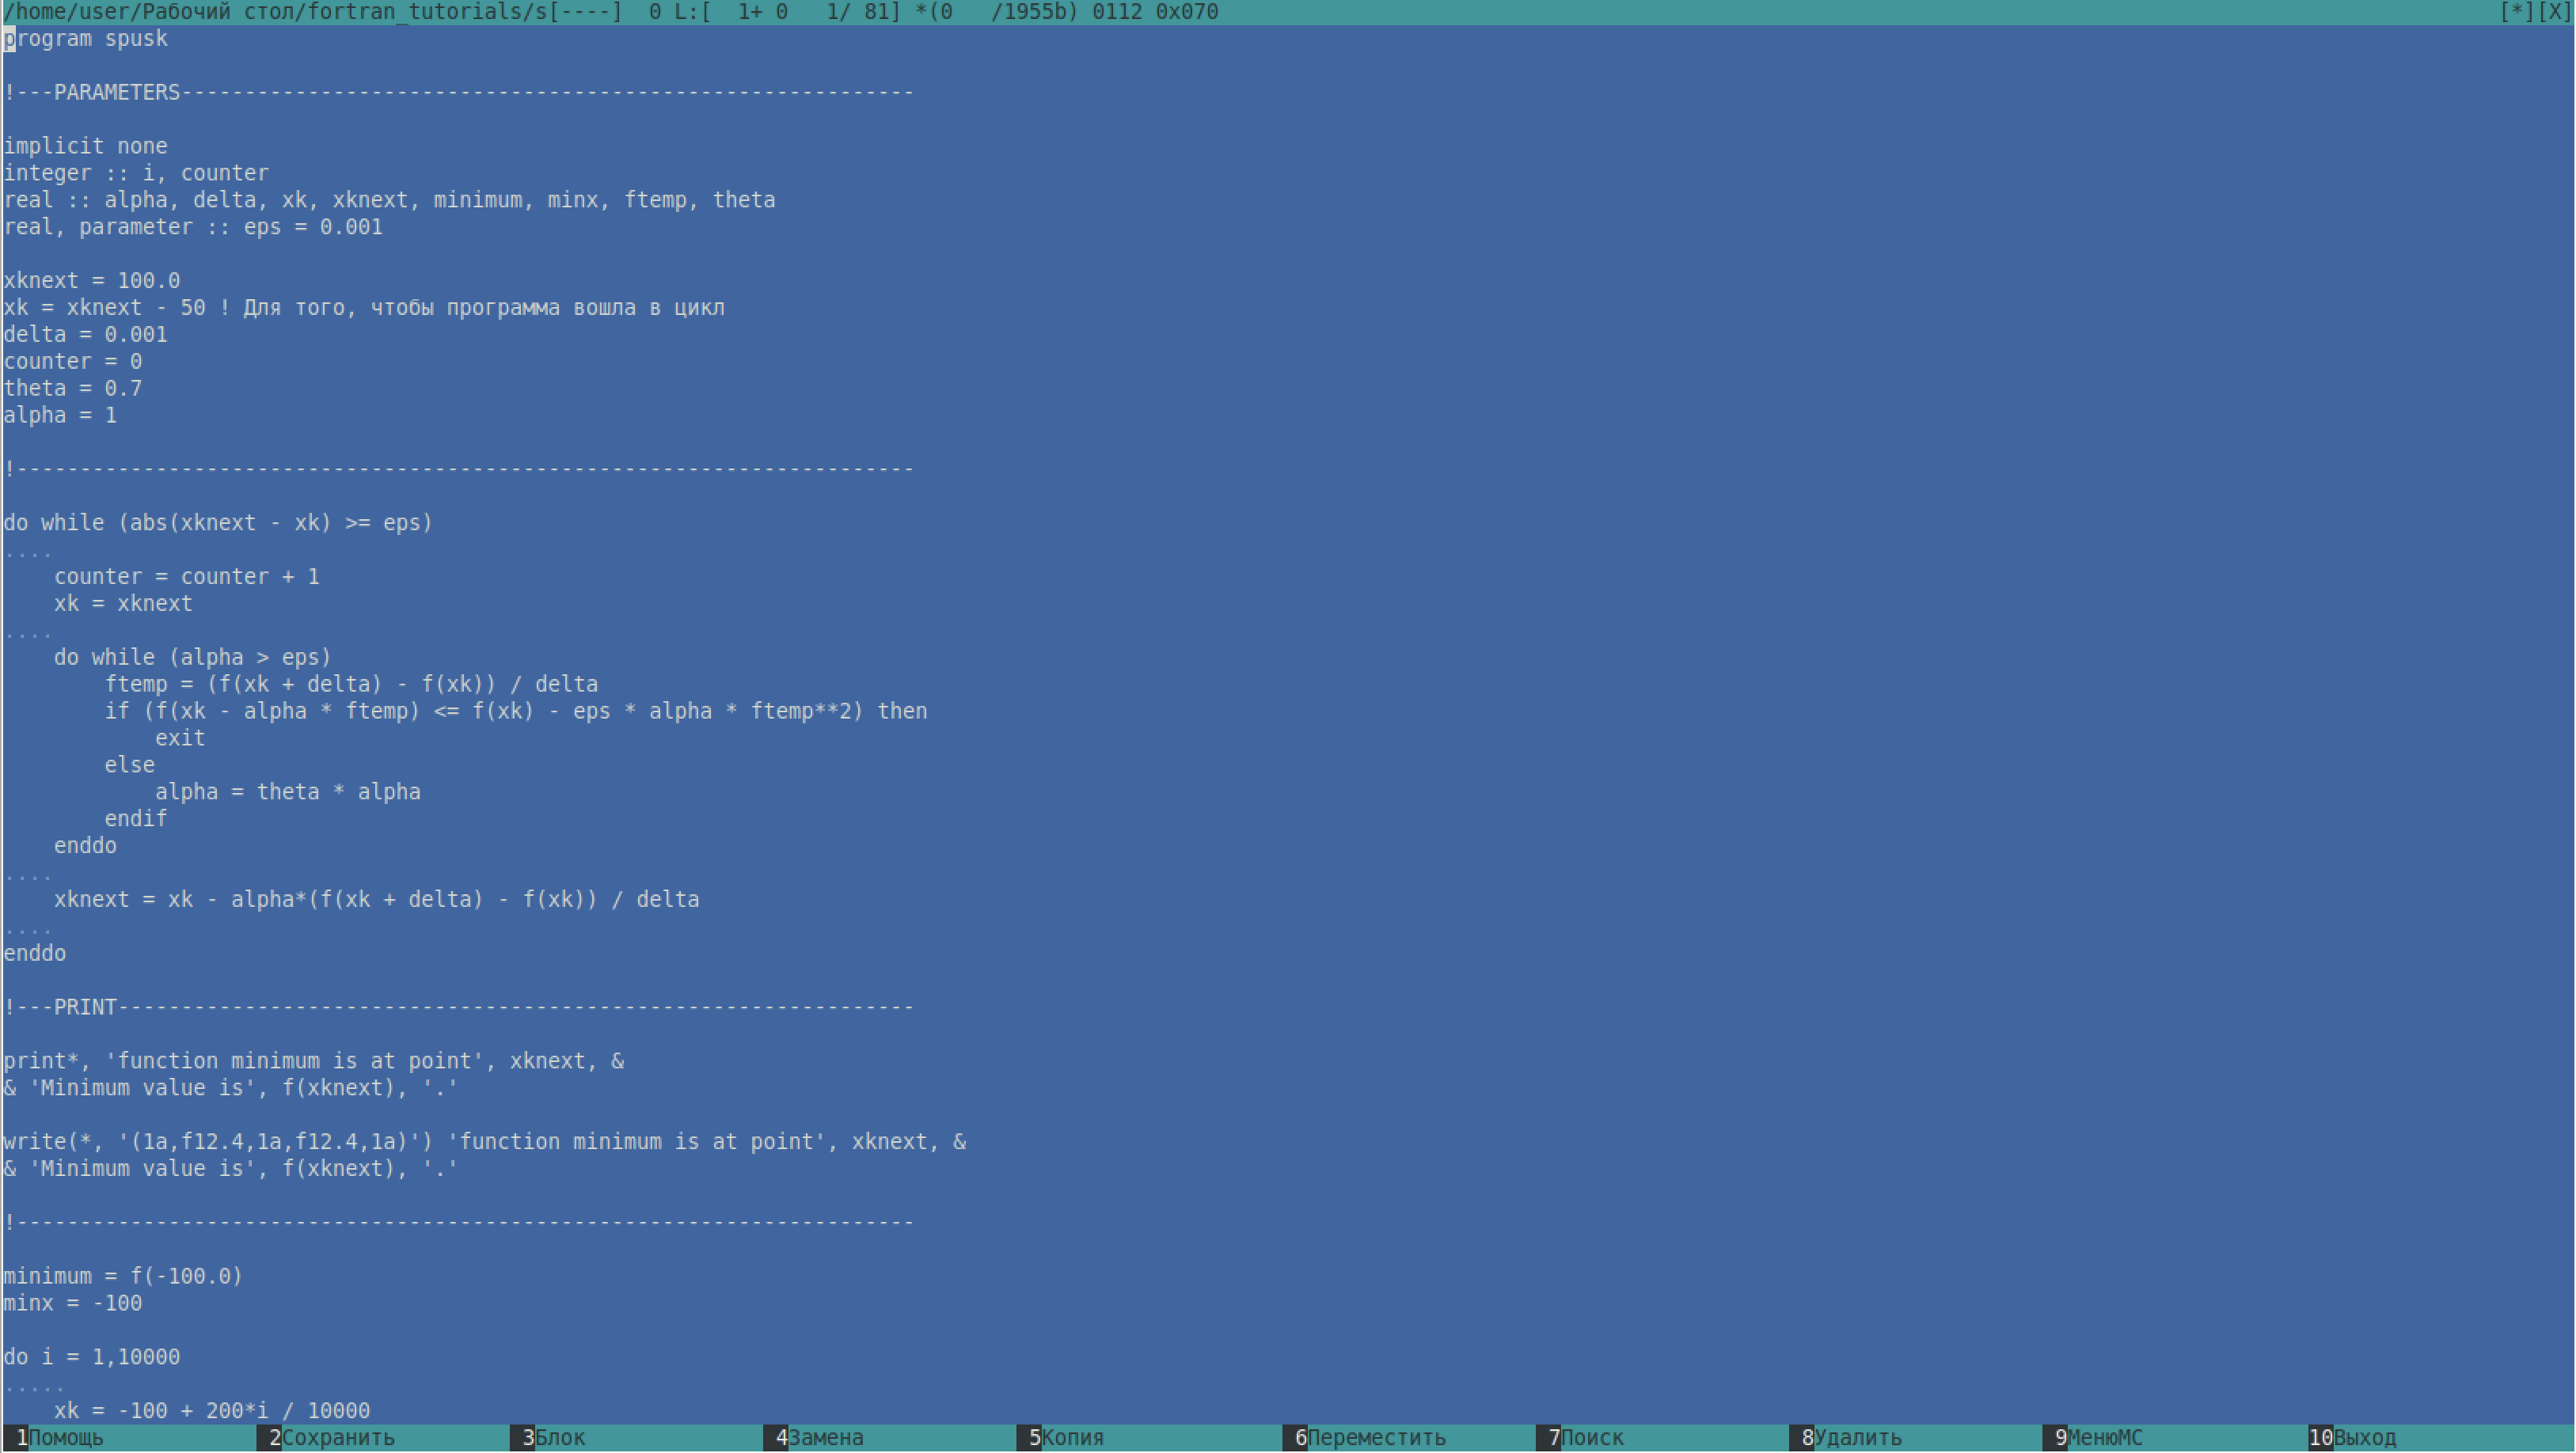 /home/user/Рабочий стол/fortran_tutorials/s[----]  0 L:[  1+ 0   1/ 81] *(0   /1955b) 0112 0x070 [*][X]
program spusk
!---PARAMETERS----------------------------------------------------------
implicit none
integer :: i, counter
real :: alpha, delta, xk, xknext, minimum, minx, ftemp, theta
real, parameter :: eps = 0.001
xknext = 100.0
xk = xknext - 50 ! Для того, чтобы программа вошла в цикл
delta = 0.001
counter = 0
theta = 0.7
alpha = 1
!-----------------------------------------------------------------------
do while (abs(xknext - xk) >= eps)
....
    counter = counter + 1
    xk = xknext
....
    do while (alpha > eps)
        ftemp = (f(xk + delta) - f(xk)) / delta
        if (f(xk - alpha * ftemp) <= f(xk) - eps * alpha * ftemp**2) then
            exit
        else
            alpha = theta * alpha
        endif
    enddo
....
    xknext = xk - alpha*(f(xk + delta) - f(xk)) / delta
....
enddo
!---PRINT---------------------------------------------------------------
print*, 'function minimum is at point', xknext, &
& 'Minimum value is', f(xknext), '.'
write(*, '(1a,f12.4,1a,f12.4,1a)') 'function minimum is at point', xknext, &
& 'Minimum value is', f(xknext), '.'
!-----------------------------------------------------------------------
minimum = f(-100.0)
minx = -100
do i = 1,10000
.....
    xk = -100 + 200*i / 10000
1Помощь 2Сохранить 3Блок 4Замена 5Копия 6Переместить 7Поиск 8Удалить 9МенюMC 10Выход